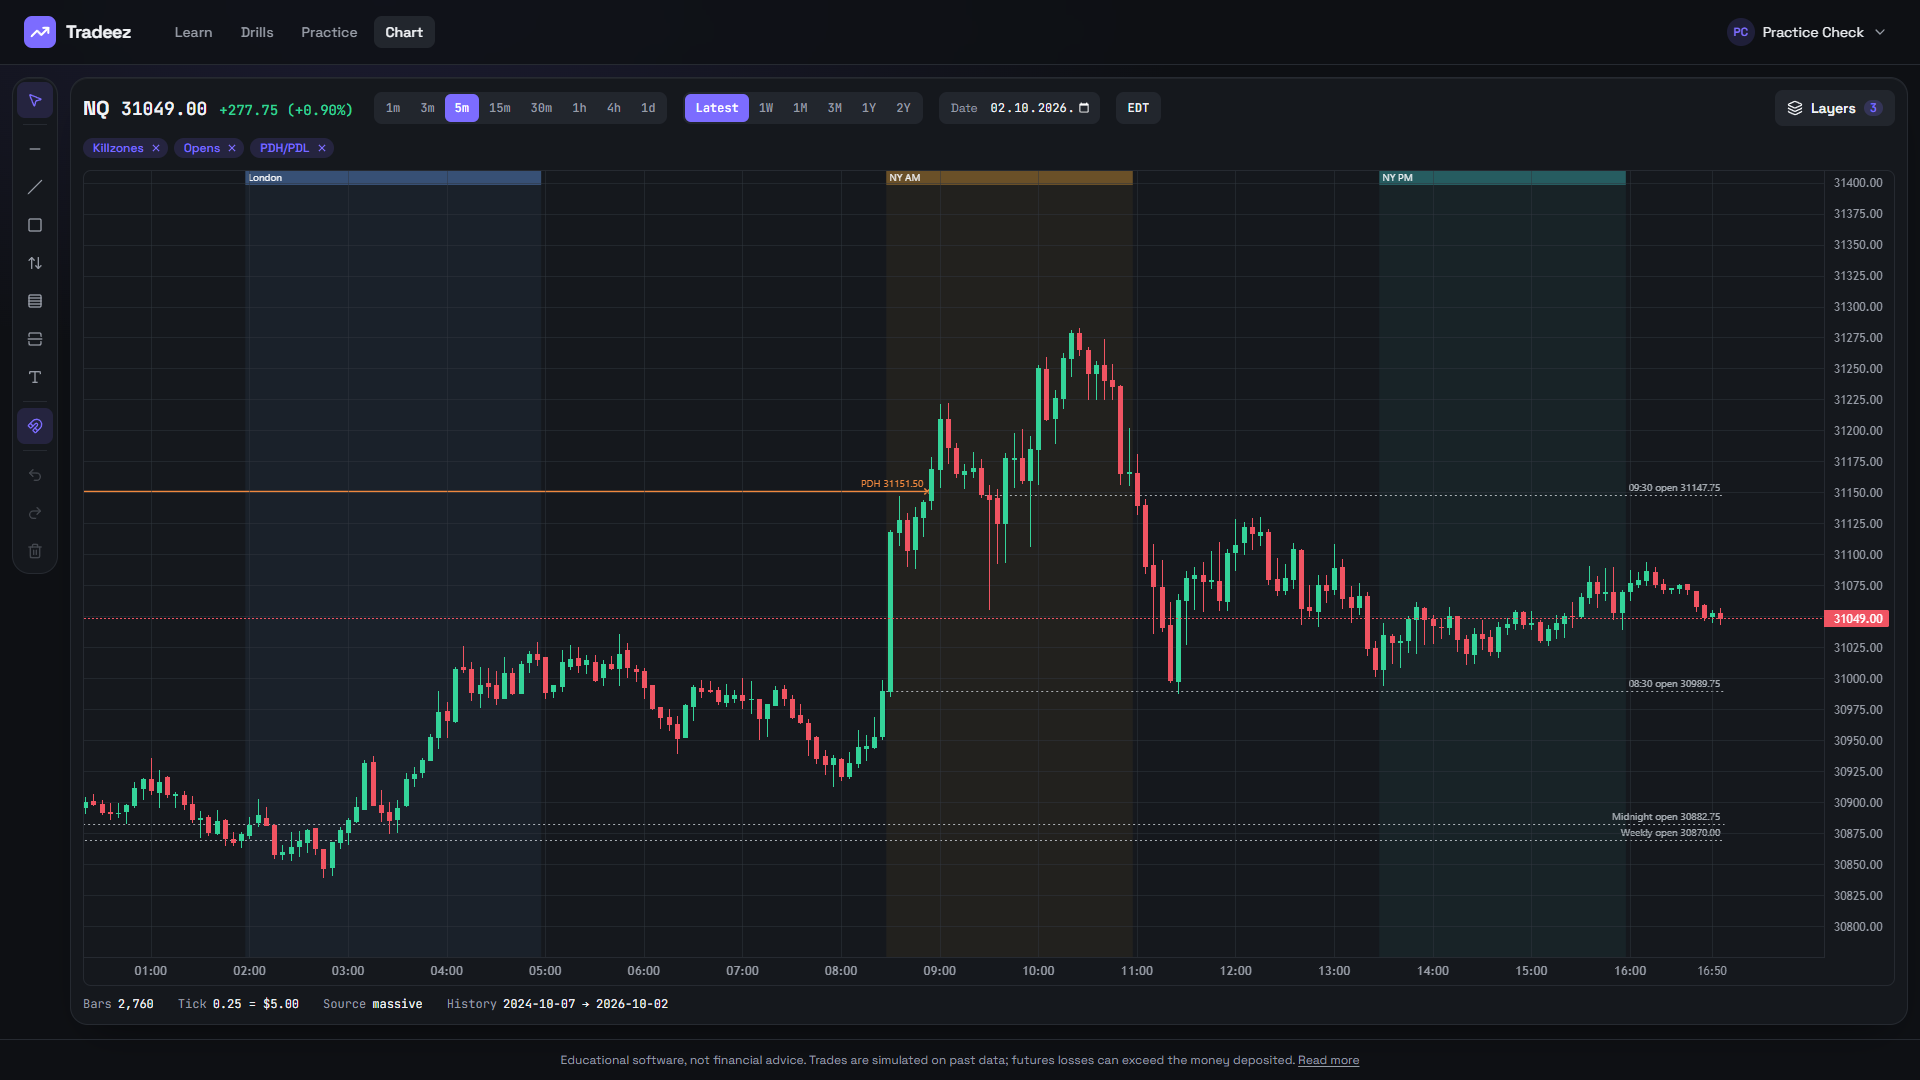 Tradeez
Learn
Drills
Practice
Chart
PC
Practice Check
NQ 31049.00 +277.75 (+0.90%)
1m 3m 5m 15m 30m 1h 4h 1d
Latest 1W 1M 3M 1Y 2Y
Date 02.10.2026.
EDT
Layers 3
Killzones ×
Opens ×
PDH/PDL ×
T
London
NY AM
NY PM
PDH 31151.50
09:30 open 31147.75
08:30 open 30989.75
Midnight open 30882.75
Weekly open 30870.00
31400.00
31375.00
31350.00
31325.00
31300.00
31275.00
31250.00
31225.00
31200.00
31175.00
31150.00
31125.00
31100.00
31075.00
31049.00
31025.00
31000.00
30975.00
30950.00
30925.00
30900.00
30875.00
30850.00
30825.00
30800.00
01:00 02:00 03:00 04:00 05:00 06:00 07:00 08:00 09:00 10:00 11:00 12:00 13:00 14:00 15:00 16:00 16:50
Bars 2,760 Tick 0.25 = $5.00 Source massive History 2024-10-07 → 2026-10-02
Educational software, not financial advice. Trades are simulated on past data; futures losses can exceed the money deposited. Read more